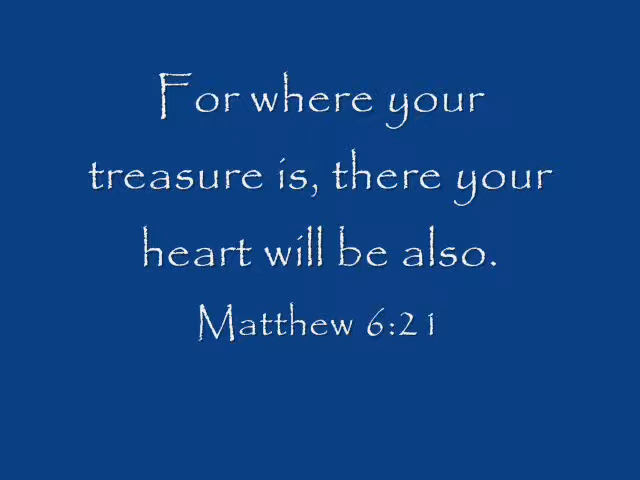 For where your
treasure is, there your
heart will be also.
Matthew 6:21